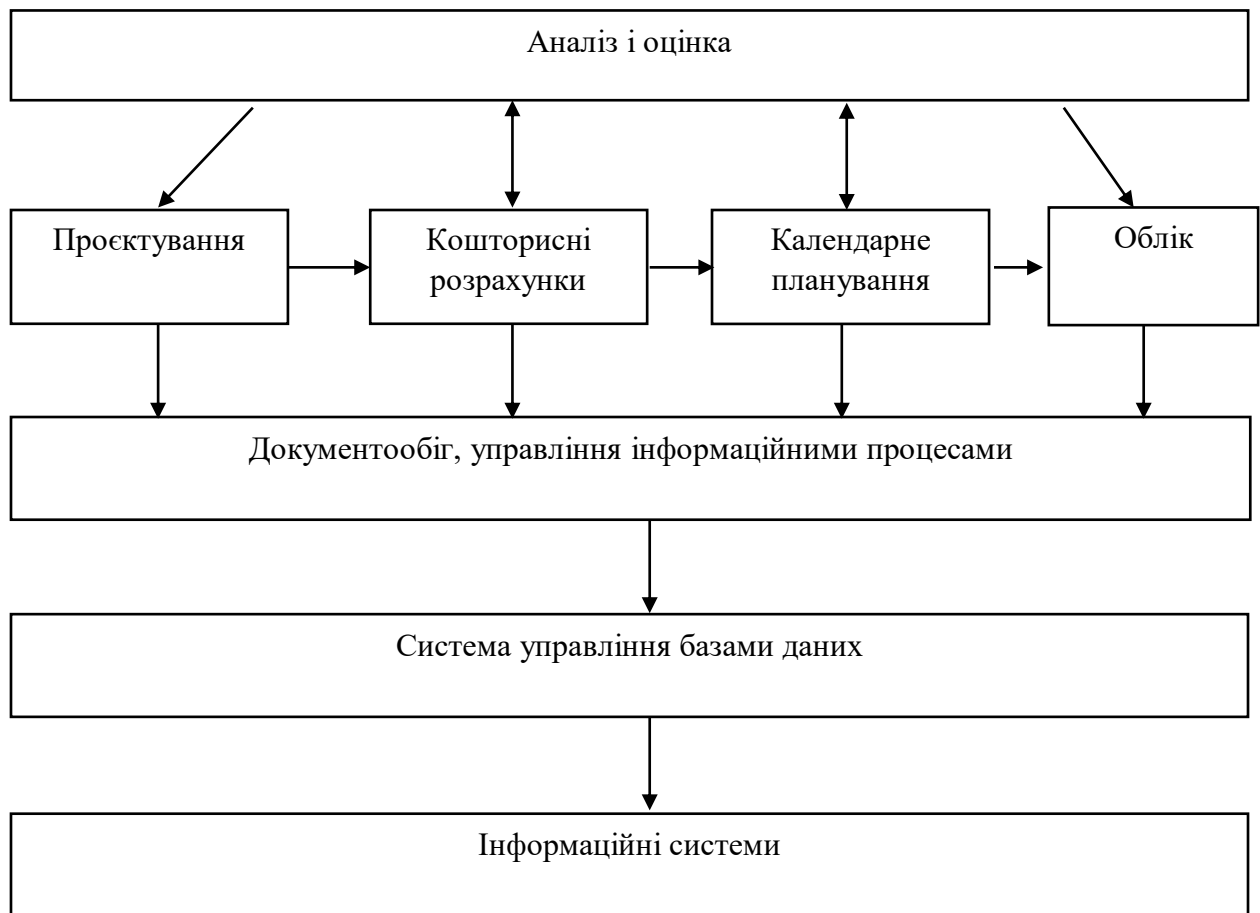 Аналіз і оцінка
Проєктування
Кошторисні
розрахунки
Календарне
планування
Облік
Документообіг, управління інформаційними процесами
Система управління базами даних
Інформаційні системи